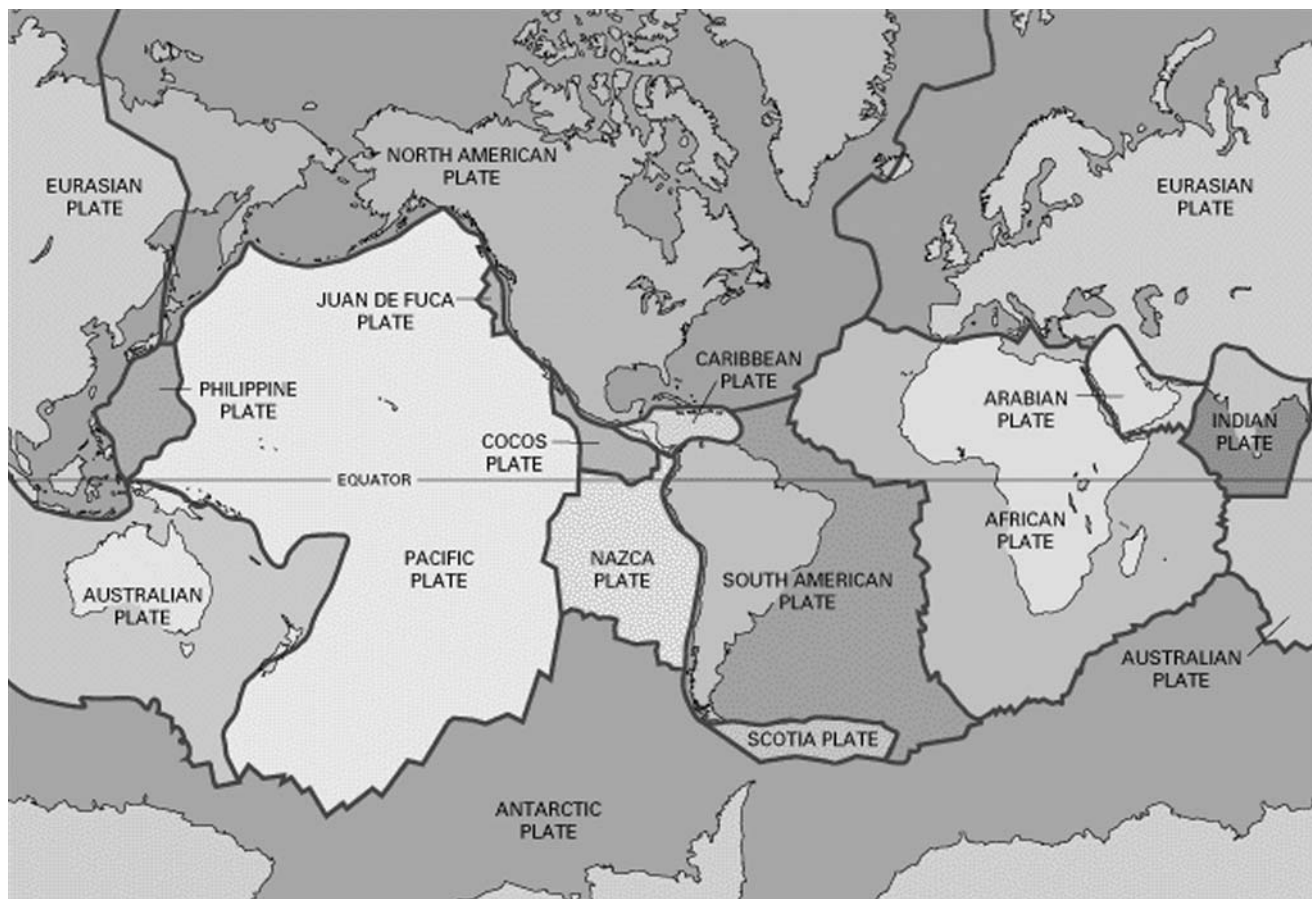 NORTH AMERICAN
PLATE
EURASIAN
PLATE
EURASIAN
PLATE
JUAN DE FUCA
PLATE
CARIBBEAN
PLATE
PHILIPPINE
PLATE
ARABIAN
PLATE
INDIAN
PLATE
COCOS
PLATE
EQUATOR
AFRICAN
PLATE
PACIFIC
PLATE
NAZCA
PLATE
SOUTH AMERICAN
PLATE
AUSTRALIAN
PLATE
AUSTRALIAN
PLATE
SCOTIA PLATE
ANTARCTIC
PLATE